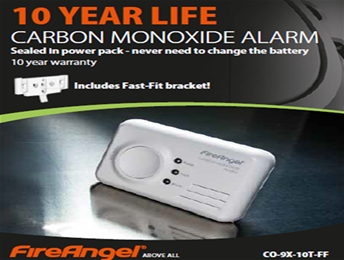 10 YEAR LIFE
CARBON MONOXIDE ALARM
Sealed in power pack - never need to change the battery
10 year warranty
Includes Fast-Fit bracket!
FireAngel
FireAngel® ABOVE ALL CO-9X-10T-FF